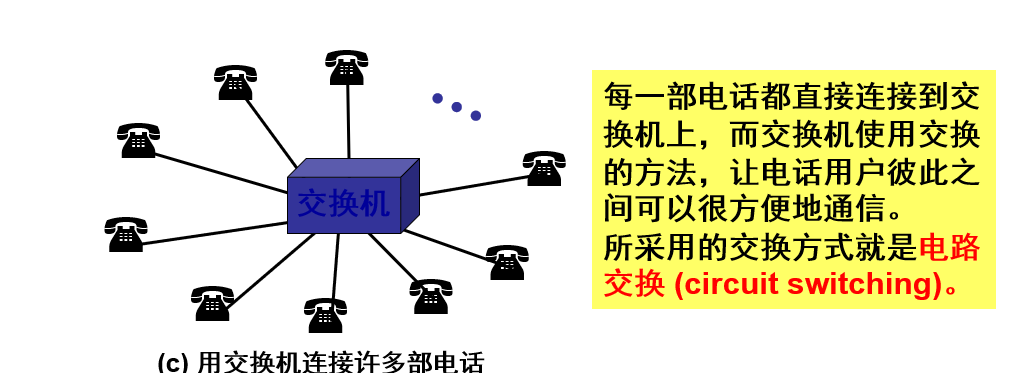 交换机
每一部电话都直接连接到交
换机上，而交换机使用交换
的方法，让电话用户彼此之
间可以很方便地通信。
所采用的交换方式就是电路
交换 (circuit switching)。
(c) 用交换机连接许多部电话